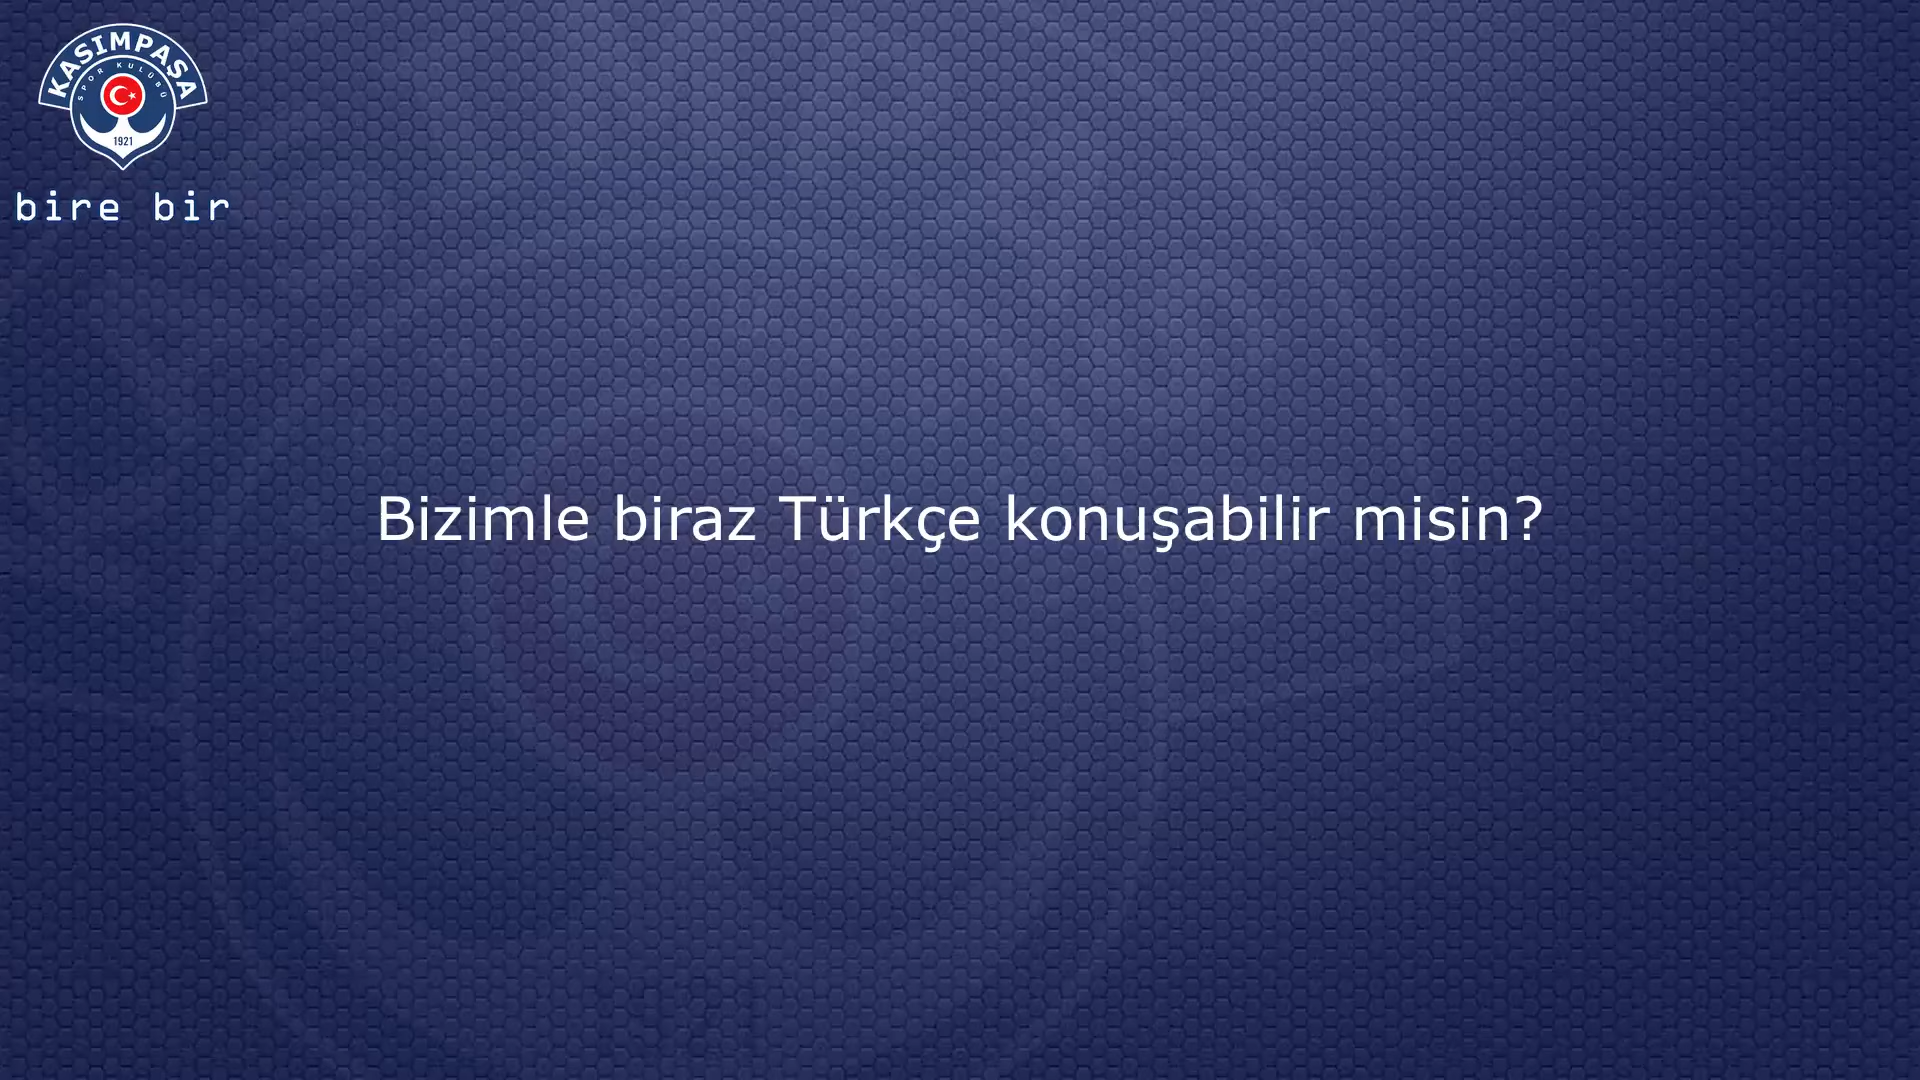 KASIMPAŞA
SPOR KULÜBÜ
1921
bire bir
Bizimle biraz Türkçe konuşabilir misin?